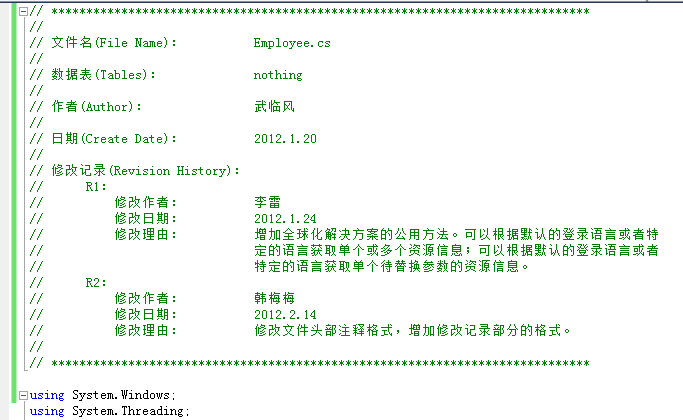 // *****************************************************************************
//
// 文件名(File Name): Employee.cs
//
// 数据表(Tables): nothing
//
// 作者(Author): 武临风
//
// 日期(Create Date): 2012.1.20
//
// 修改记录(Revision History):
// R1:
// 修改作者: 李雷
// 修改日期: 2012.1.24
// 修改理由: 增加全球化解决方案的公用方法。可以根据默认的登录语言或者特
// 定的语言获取单个或多个资源信息；可以根据默认的登录语言或者
// 特定的语言获取单个待替换参数的资源信息。
// R2:
// 修改作者: 韩梅梅
// 修改日期: 2012.2.14
// 修改理由: 修改文件头部注释格式，增加修改记录部分的格式。
//
// *****************************************************************************
using System.Windows;
using System.Threading;